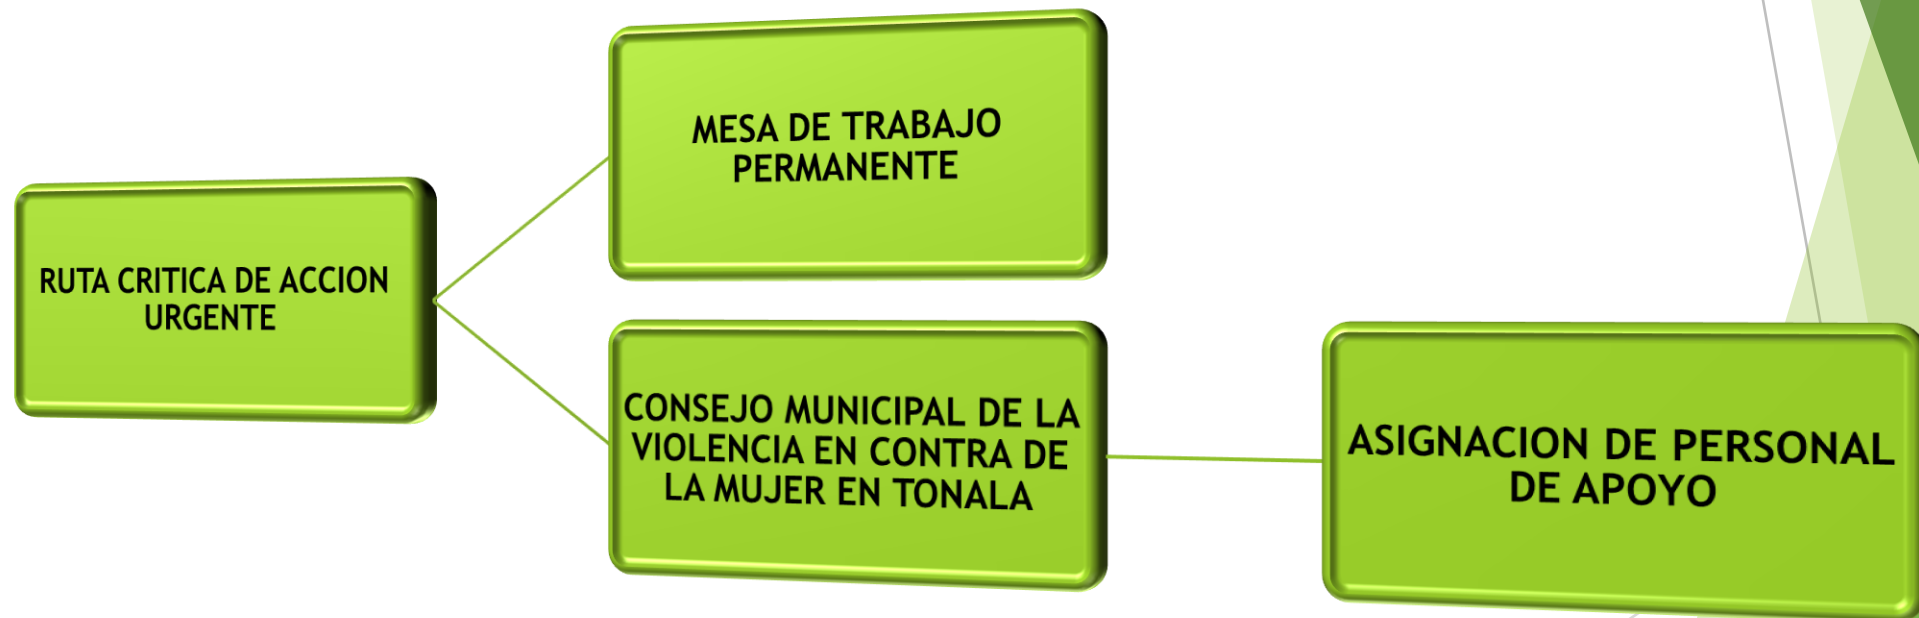 RUTA CRITICA DE ACCION
URGENTE
MESA DE TRABAJO
PERMANENTE
CONSEJO MUNICIPAL DE LA
VIOLENCIA EN CONTRA DE
LA MUJER EN TONALA
ASIGNACION DE PERSONAL
DE APOYO